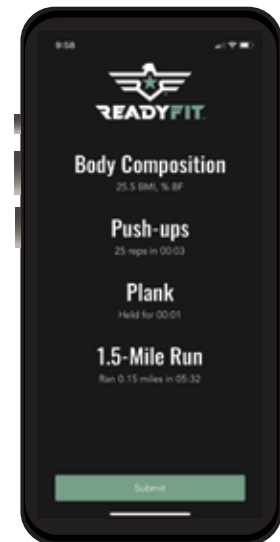 9:58
READYFIT
Body Composition
25.5 BMI, % BF
Push-ups
25 reps in 00:03
Plank
Held for 00:01
1.5-Mile Run
Ran 0.15 miles in 05:32
Submit